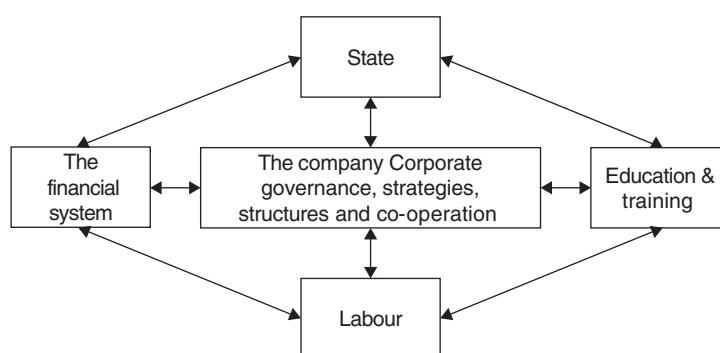 State
The
financial
system
The company Corporate
governance, strategies,
structures and co-operation
Education &
training
Labour